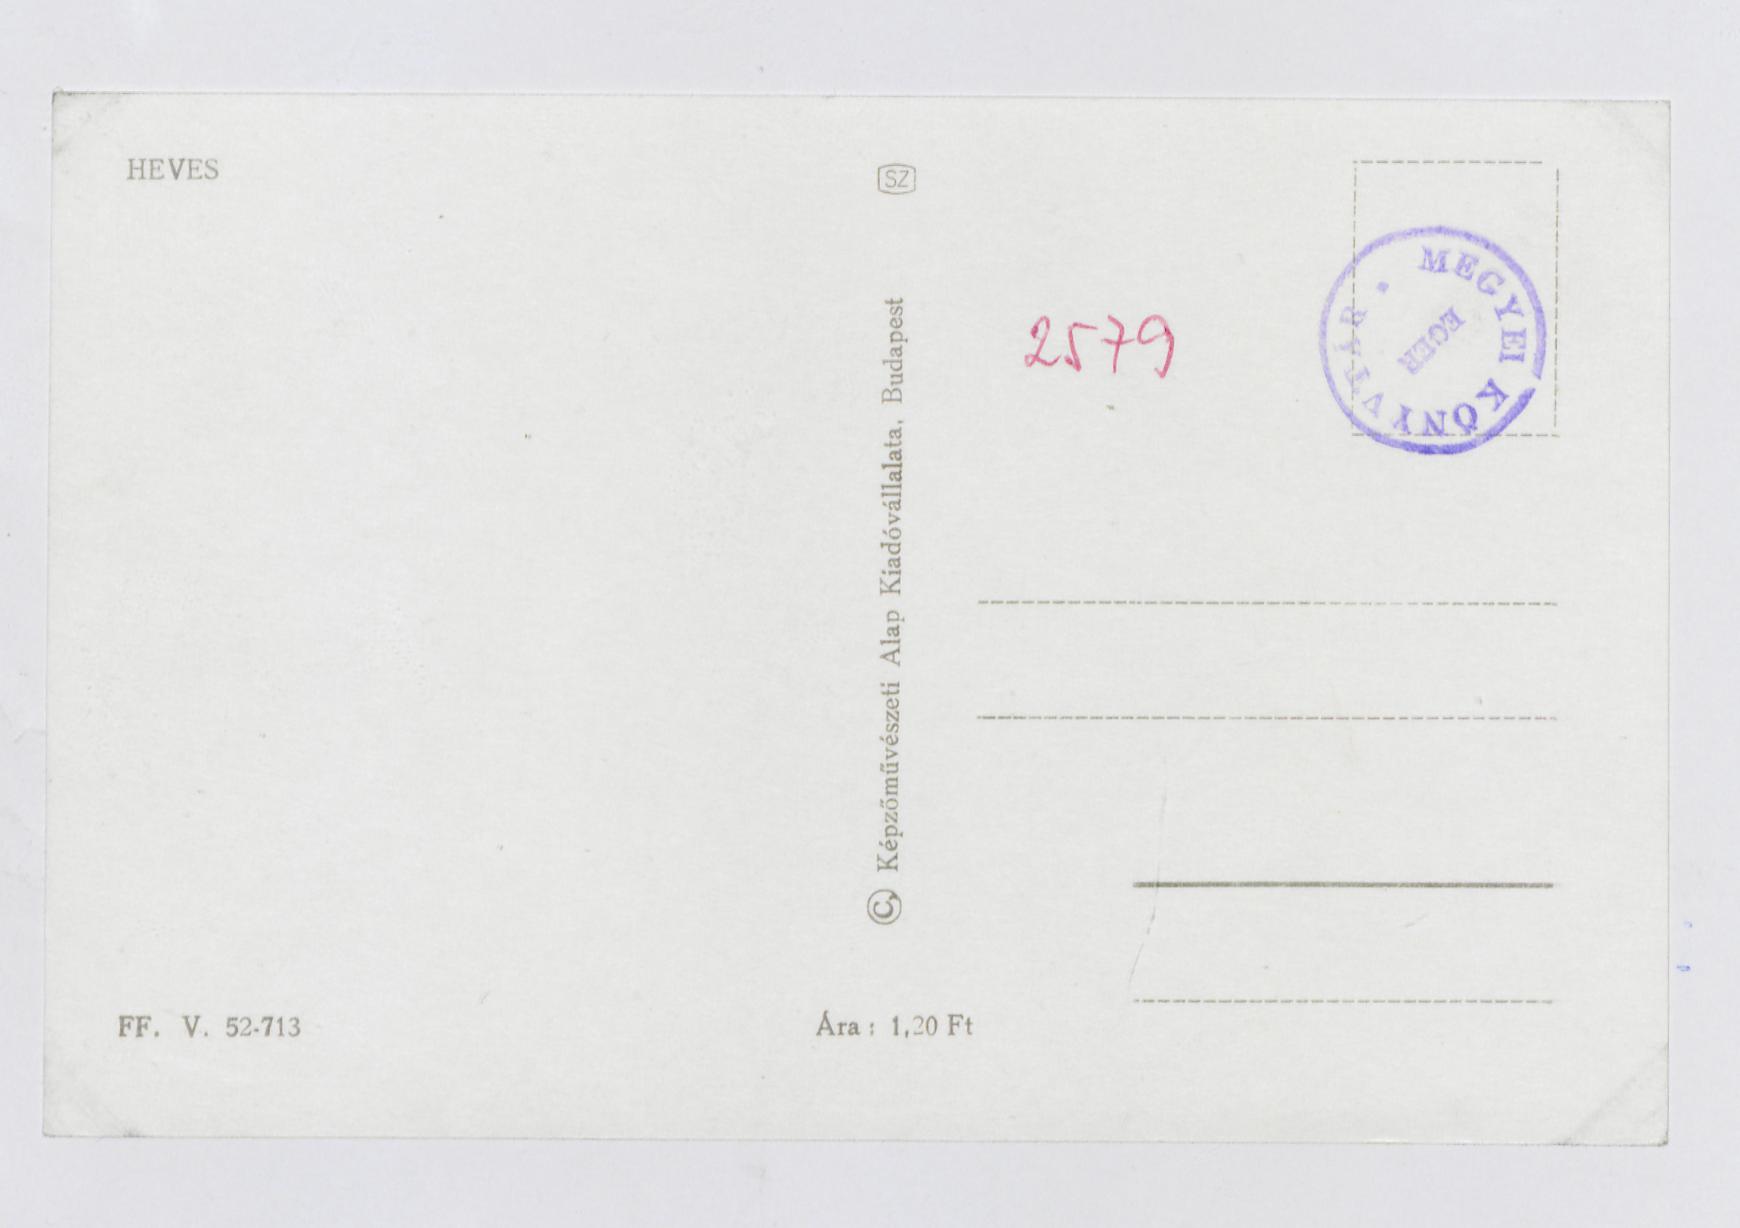 HEVES
SZ
© Képzőművészeti Alap Kiadóvállalata, Budapest
2579
MEGYEI KÖNYVTÁR •
EGER
FF. V. 52-713
Ára: 1,20 Ft